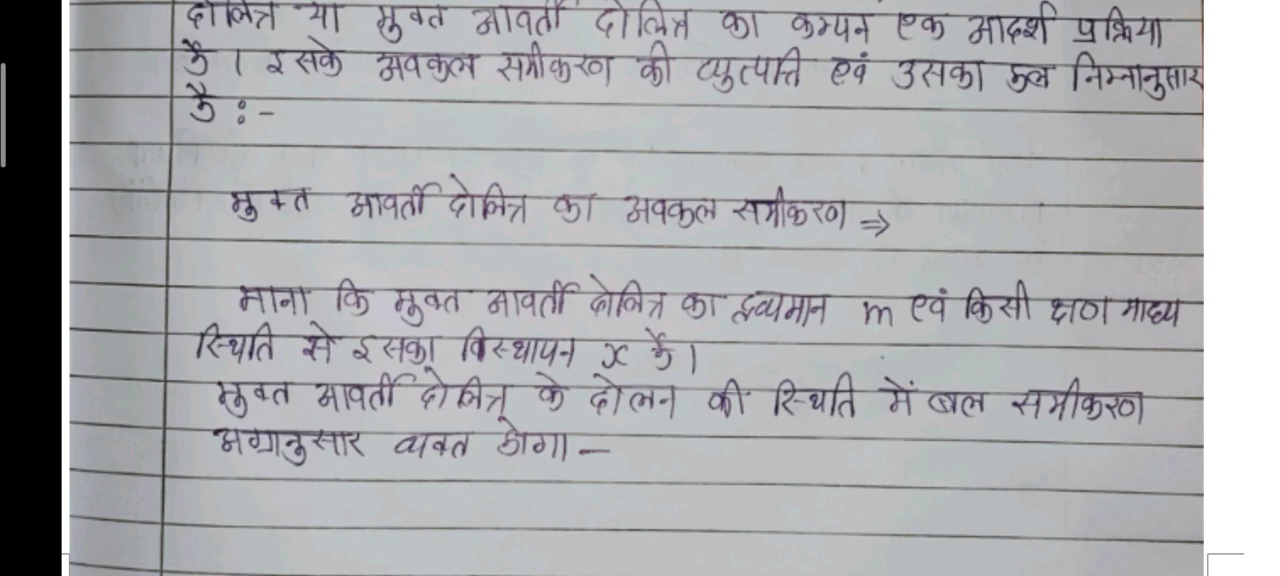 दोलित्र या मुक्त आवर्ती दोलित्र का कम्पन एक आदर्श प्रक्रिया
है । इसके अवकल समीकरण की व्युत्पत्ति एवं उसका हल निम्नानुसार
है :-
मुक्त आवर्ती दोलित्र का अवकल समीकरण ⇒
माना कि मुक्त आवर्ती दोलित्र का द्रव्यमान m एवं किसी क्षण माध्य
स्थिति से इसका विस्थापन x है ।
मुक्त आवर्ती दोलित्र के दोलन की स्थिति में बल समीकरण
अग्रानुसार व्यक्त होगा —